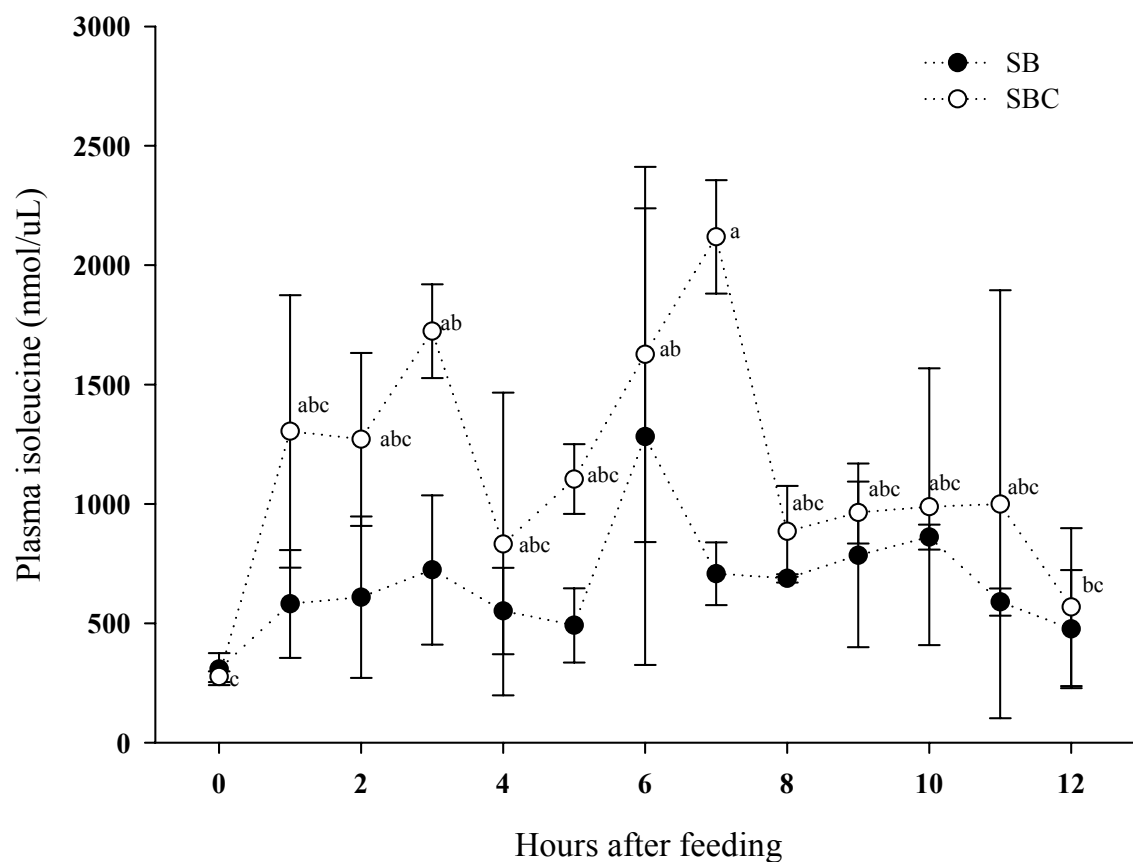 3000
2500
2000
1500
1000
500
0
Plasma isoleucine (nmol/uL)
SB
SBC
c
abc
abc
ab
abc
abc
ab
a
abc
abc
abc
abc
bc
0 2 4 6 8 10 12
Hours after feeding